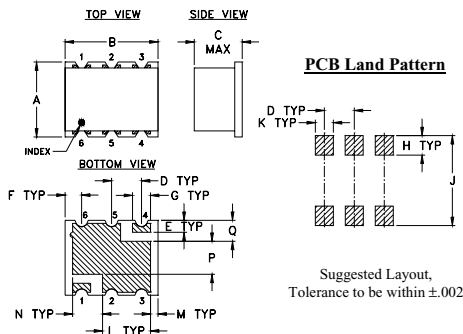 TOP VIEW
SIDE VIEW
B
C
MAX
1 2 3
A
6 5 4
INDEX
PCB Land Pattern
D TYP
K TYP
H TYP
J
BOTTOM VIEW
F TYP
D TYP
G TYP
6 5 4
E
Q
P
1 2 3
N TYP
M TYP
L TYP
Suggested Layout,
Tolerance to be within ±.002